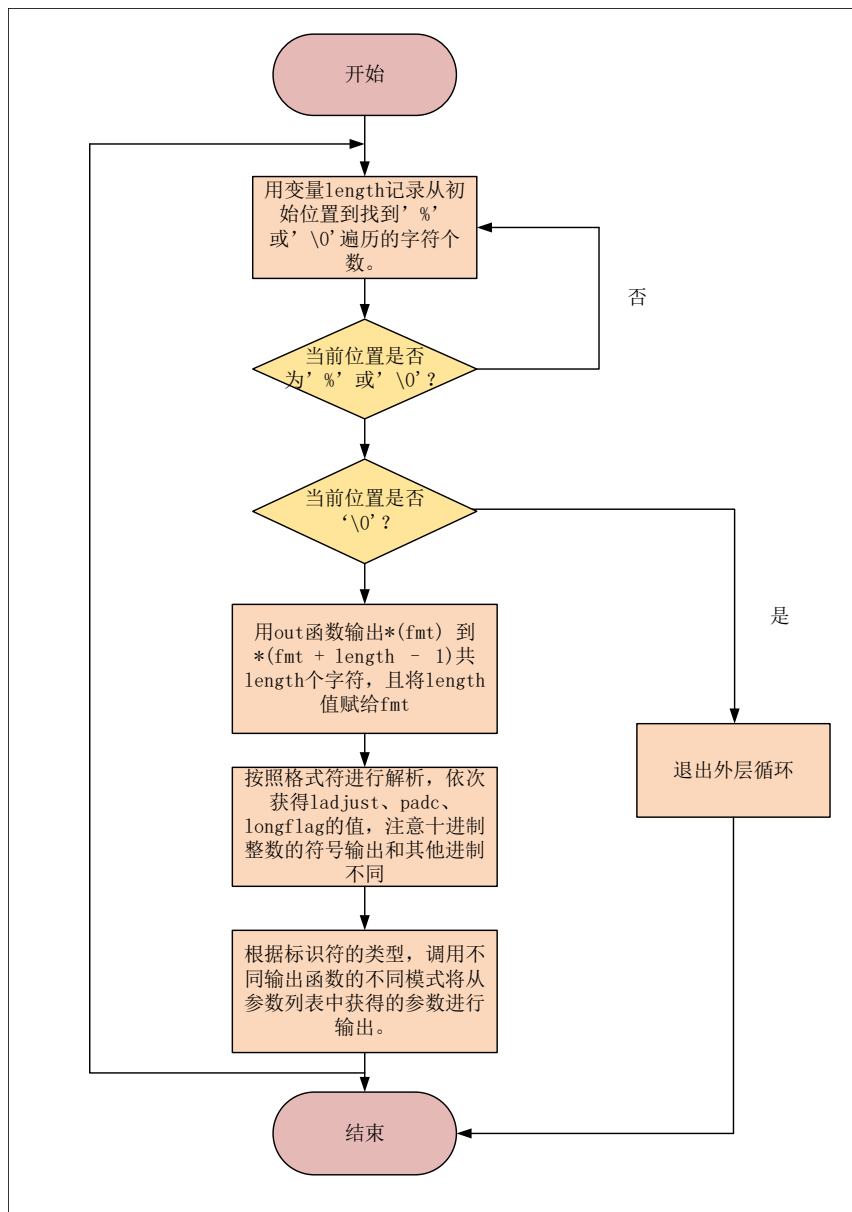 开始
用变量length记录从初
始位置到找到’%’
或’\0'遍历的字符个
数。
否
当前位置是否
为’%’或’\0'?
当前位置是否
‘\0’?
用out函数输出*(fmt) 到
*(fmt + length - 1)共
length个字符，且将length
值赋给fmt
是
退出外层循环
按照格式符进行解析，依次
获得ladjust、padc、
longflag的值，注意十进制
整数的符号输出和其他进制
不同
根据标识符的类型，调用不
同输出函数的不同模式将从
参数列表中获得的参数进行
输出。
结束